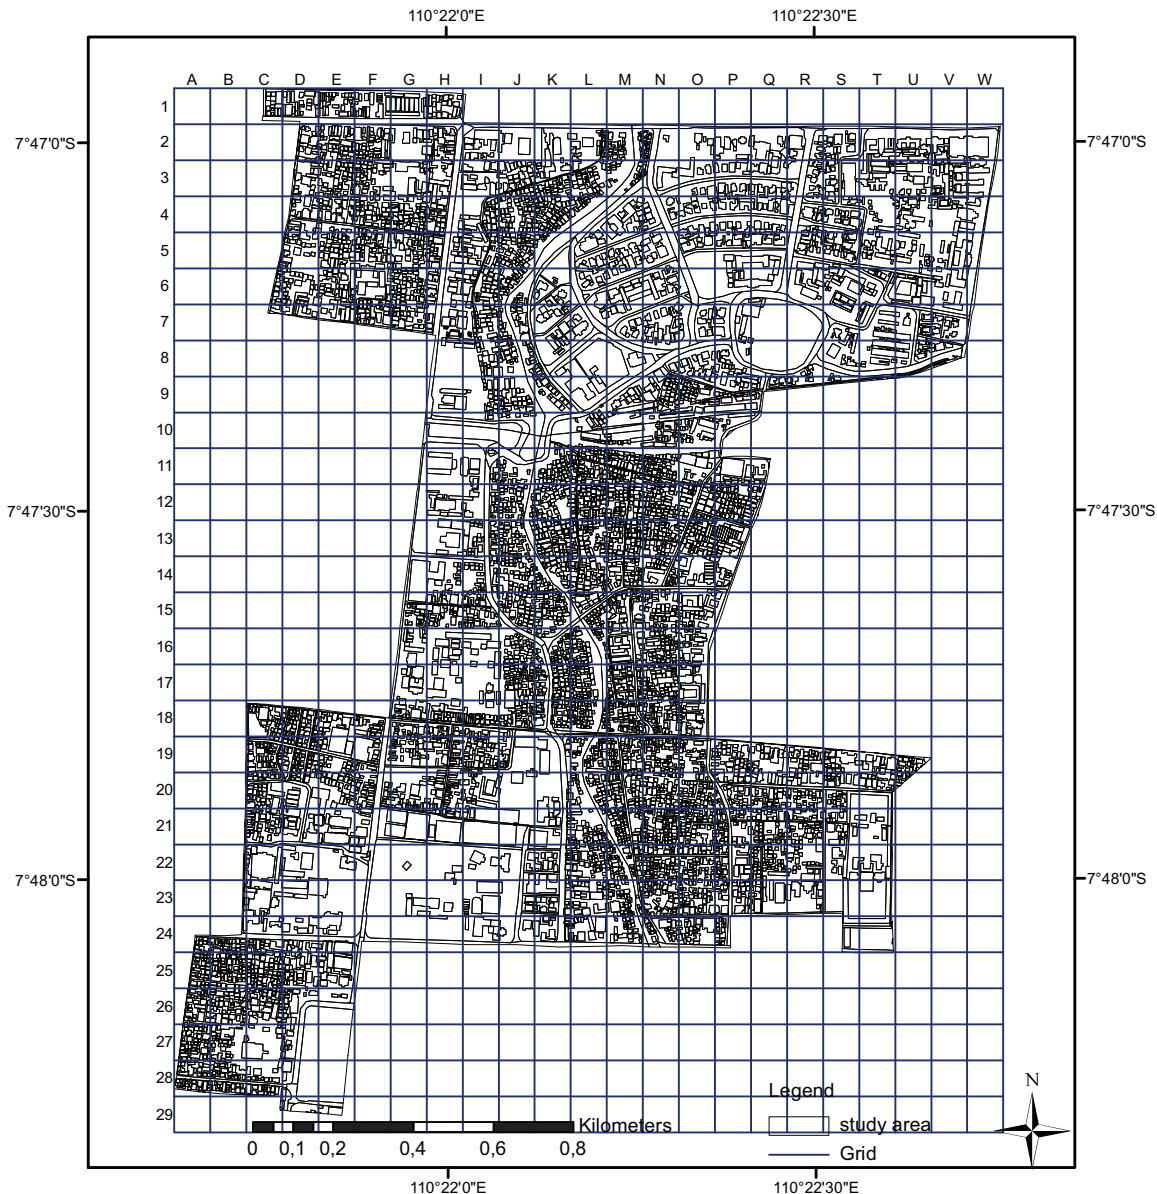 110°22'0"E 110°22'30"E
A B C D E F G H I J K L M N O P Q R S T U V W
1
7°47'0"S 2 7°47'0"S
3
4
5
6
7
8
9
10
11
7°47'30"S 12 7°47'30"S
13
14
15
16
17
18
19
20
21
22
7°48'0"S 23 7°48'0"S
24
25
26
27
28
29
N
Legend
study area
Grid
Kilometers
0 0,1 0,2 0,4 0,6 0,8
110°22'0"E 110°22'30"E